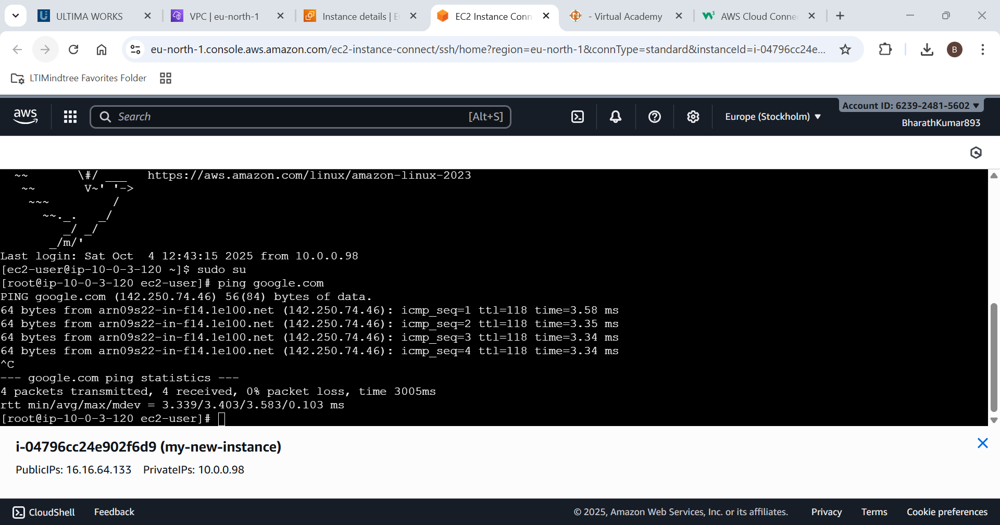 ULTIMA WORKS
VPC | eu-north-1
Instance details | E
EC2 Instance Conn
- Virtual Academy
AWS Cloud Conne
eu-north-1.console.aws.amazon.com/ec2-instance-connect/ssh/home?region=eu-north-1&connType=standard&instanceId=i-04796cc24e...
B
LTIMindtree Favorites Folder
aws
Search
[Alt+S]
Europe (Stockholm)
Account ID: 6239-2481-5602
BharathKumar893
~~       \#/ ___   https://aws.amazon.com/linux/amazon-linux-2023
~~       V~' '->
~~~         /
~~._.   _/
_/ _/
_/m/'
Last login: Sat Oct  4 12:43:15 2025 from 10.0.0.98
[ec2-user@ip-10-0-3-120 ~]$ sudo su
[root@ip-10-0-3-120 ec2-user]# ping google.com
PING google.com (142.250.74.46) 56(84) bytes of data.
64 bytes from arn09s22-in-f14.1e100.net (142.250.74.46): icmp_seq=1 ttl=118 time=3.58 ms
64 bytes from arn09s22-in-f14.1e100.net (142.250.74.46): icmp_seq=2 ttl=118 time=3.35 ms
64 bytes from arn09s22-in-f14.1e100.net (142.250.74.46): icmp_seq=3 ttl=118 time=3.34 ms
64 bytes from arn09s22-in-f14.1e100.net (142.250.74.46): icmp_seq=4 ttl=118 time=3.34 ms
^C
--- google.com ping statistics ---
4 packets transmitted, 4 received, 0% packet loss, time 3005ms
rtt min/avg/max/mdev = 3.339/3.403/3.583/0.103 ms
[root@ip-10-0-3-120 ec2-user]#
i-04796cc24e902f6d9 (my-new-instance)
PublicIPs: 16.16.64.133 PrivateIPs: 10.0.0.98
CloudShell
Feedback
© 2025, Amazon Web Services, Inc. or its affiliates.
Privacy
Terms
Cookie preferences